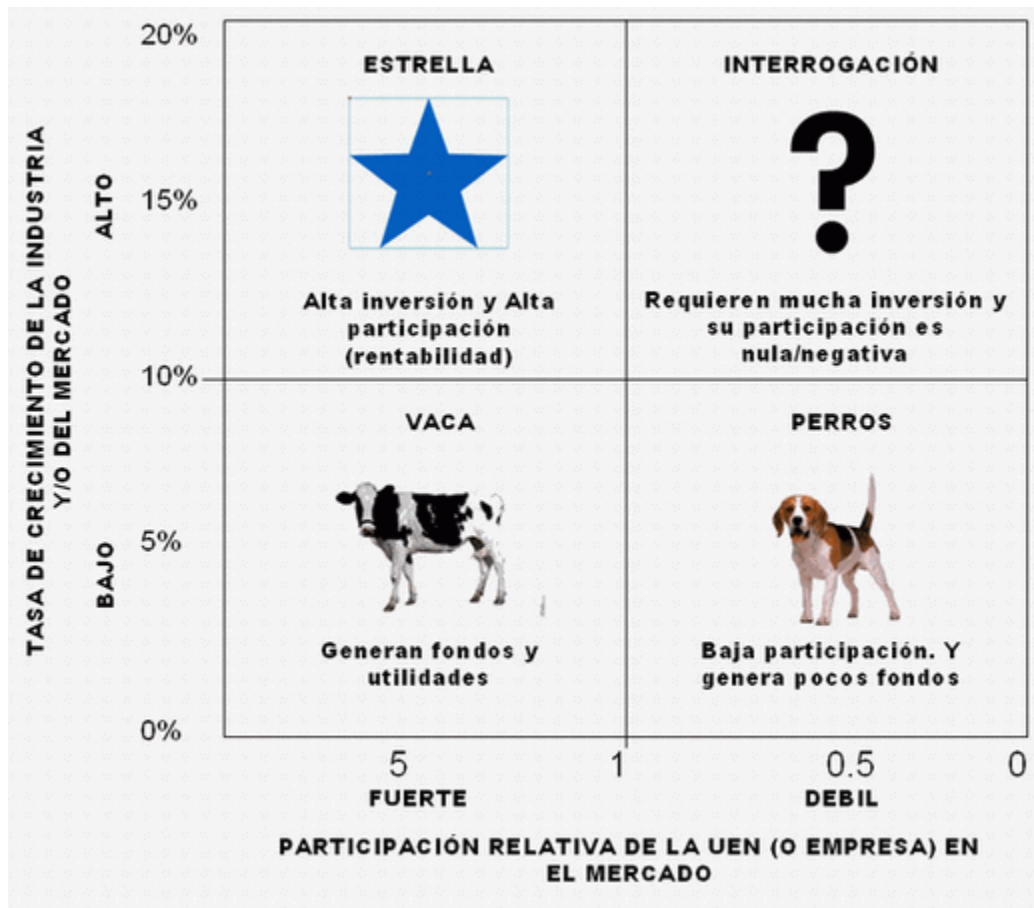 20%
ESTRELLA
INTERROGACIÓN
15%
ALTO
Alta inversión y Alta
participación
(rentabilidad)
Requieren mucha inversión y
su participación es
nula/negativa
TASA DE CRECIMIENTO DE LA INDUSTRIA
Y/O DEL MERCADO
10%
VACA
PERROS
5%
BAJO
Generan fondos y
utilidades
Baja participación. Y
genera pocos fondos
0%
5
1
0.5
0
FUERTE
DEBIL
PARTICIPACIÓN RELATIVA DE LA UEN (O EMPRESA) EN
EL MERCADO